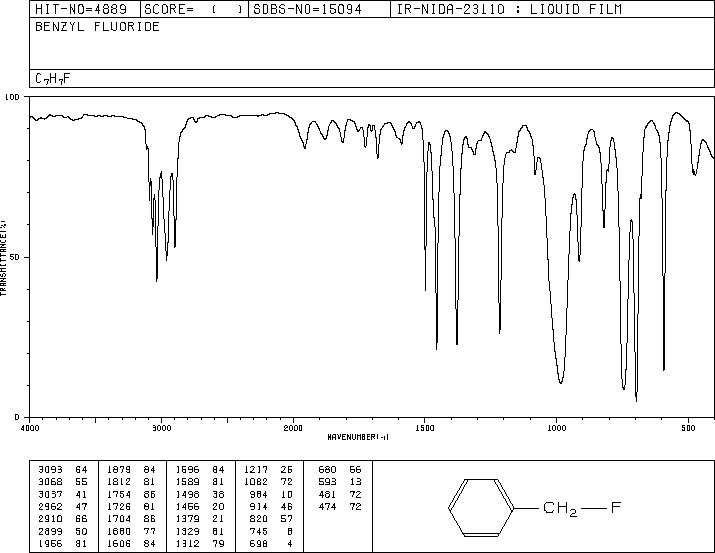 HIT-NO=4889 SCORE= ( ) SDBS-NO=15094 IR-NIDA-23110 : LIQUID FILM
BENZYL FLUORIDE
C7H7F
100
50
0
TRANSMITTANCE(%)
4000 3000 2000 1500 1000 500
WAVENUMBER(-1)
3093 64 1879 84 1596 84 1217 25 680 66
3068 55 1812 81 1589 81 1082 72 593 13
3037 41 1754 86 1498 38 984 10 481 72
2962 47 1726 81 1456 20 914 46 474 72
2910 66 1704 86 1379 21 820 57
2899 50 1680 77 1329 81 745 8
1956 81 1606 84 1312 79 698 4
CH2 F